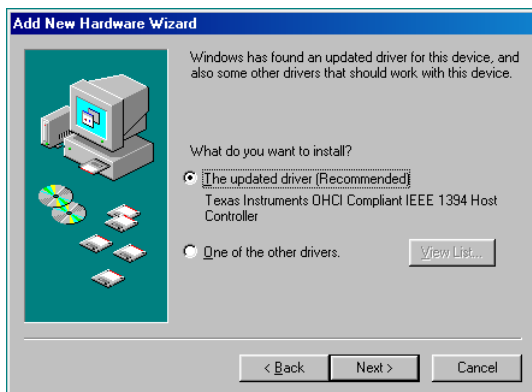 Add New Hardware Wizard
Windows has found an updated driver for this device, and
also some other drivers that should work with this device.
What do you want to install?
The updated driver (Recommended)
Texas Instruments OHCI Compliant IEEE 1394 Host
Controller
One of the other drivers.
View List...
< Back
Next >
Cancel